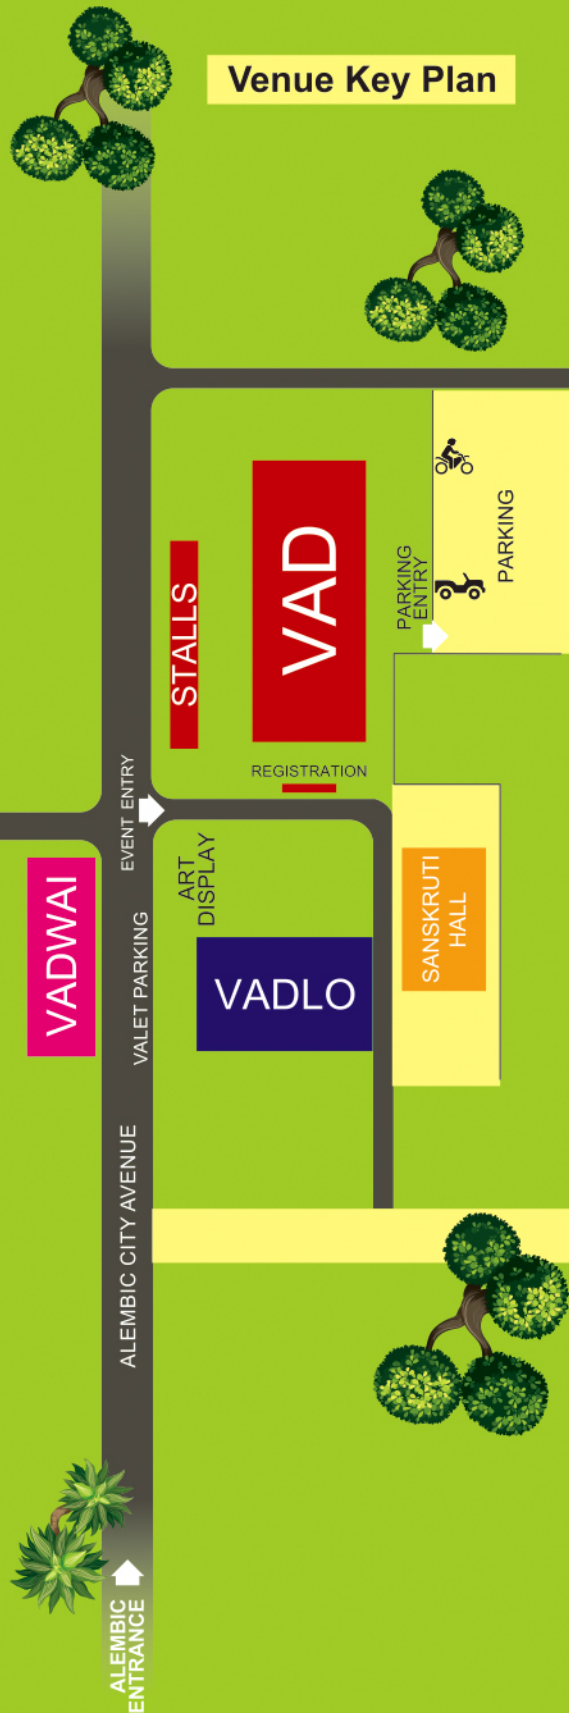 Venue Key Plan
PARKING
PARKING
ENTRY
VAD
STALLS
REGISTRATION
EVENT ENTRY
ART
DISPLAY
SANSKRUTI
HALL
VADWAI
VADLO
VALET PARKING
ALEMBIC CITY AVENUE
ALEMBIC
ENTRANCE